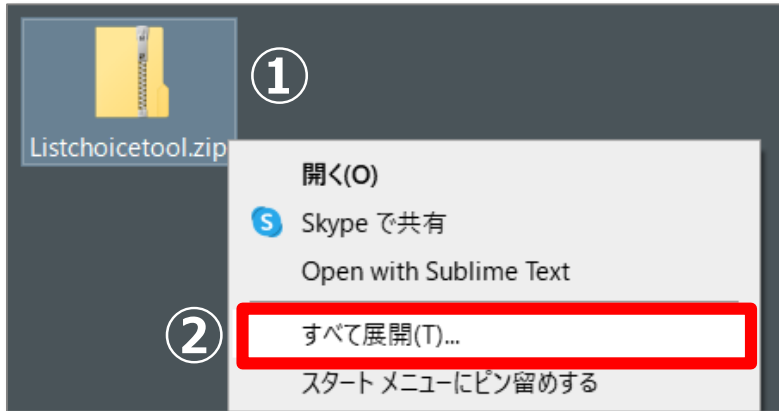 ①
Listchoicetool.zip
開く(O)
S
Skype で共有
Open with Sublime Text
②
すべて展開(T)...
スタート メニューにピン留めする